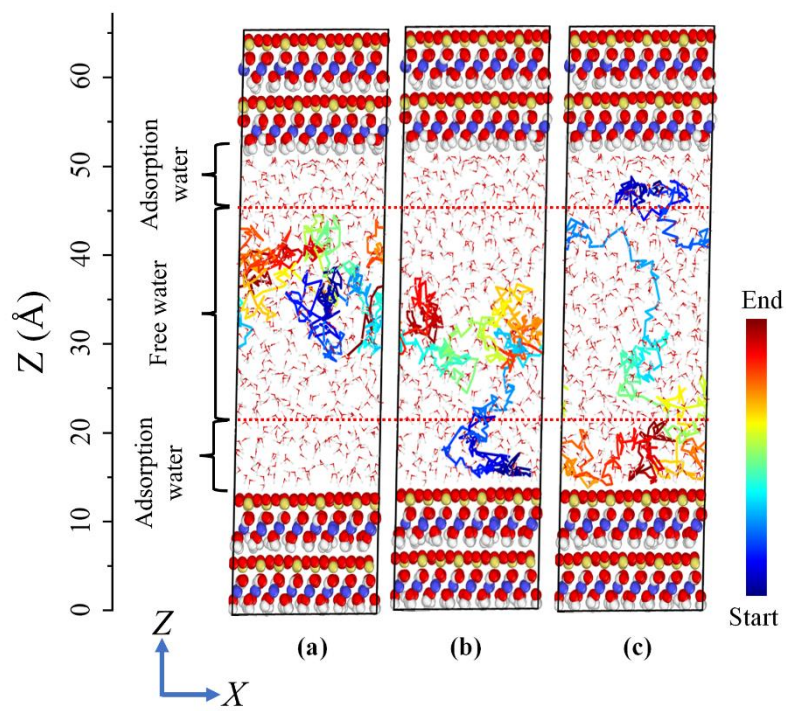 60
50
40
30
20
10
0
Z (Å)
Adsorption
water
Free water
Adsorption
water
End
Start
(a)
(b)
(c)
Z
X